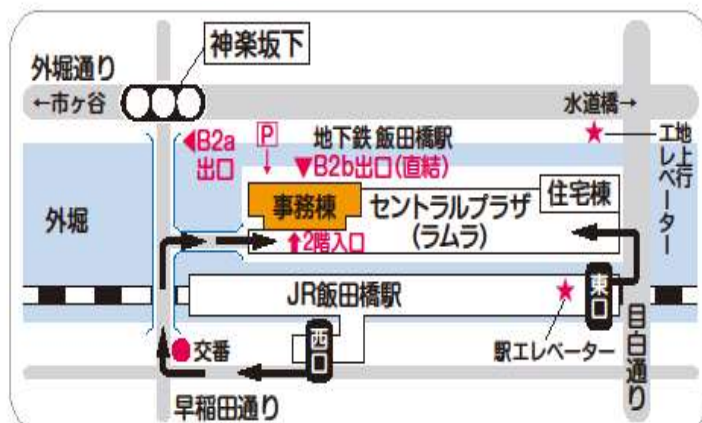 神楽坂下
外堀通り
←市ヶ谷
水道橋→
◀B2a
出口
P
地下鉄 飯田橋駅
▼B2b出口(直結)
★
地上行
エレベーター
外堀
事務棟
セントラルプラザ
(ラムラ)
住宅棟
⬆2階入口
JR飯田橋駅
★
東口
駅エレベーター
目白通り
●交番
西口
早稲田通り